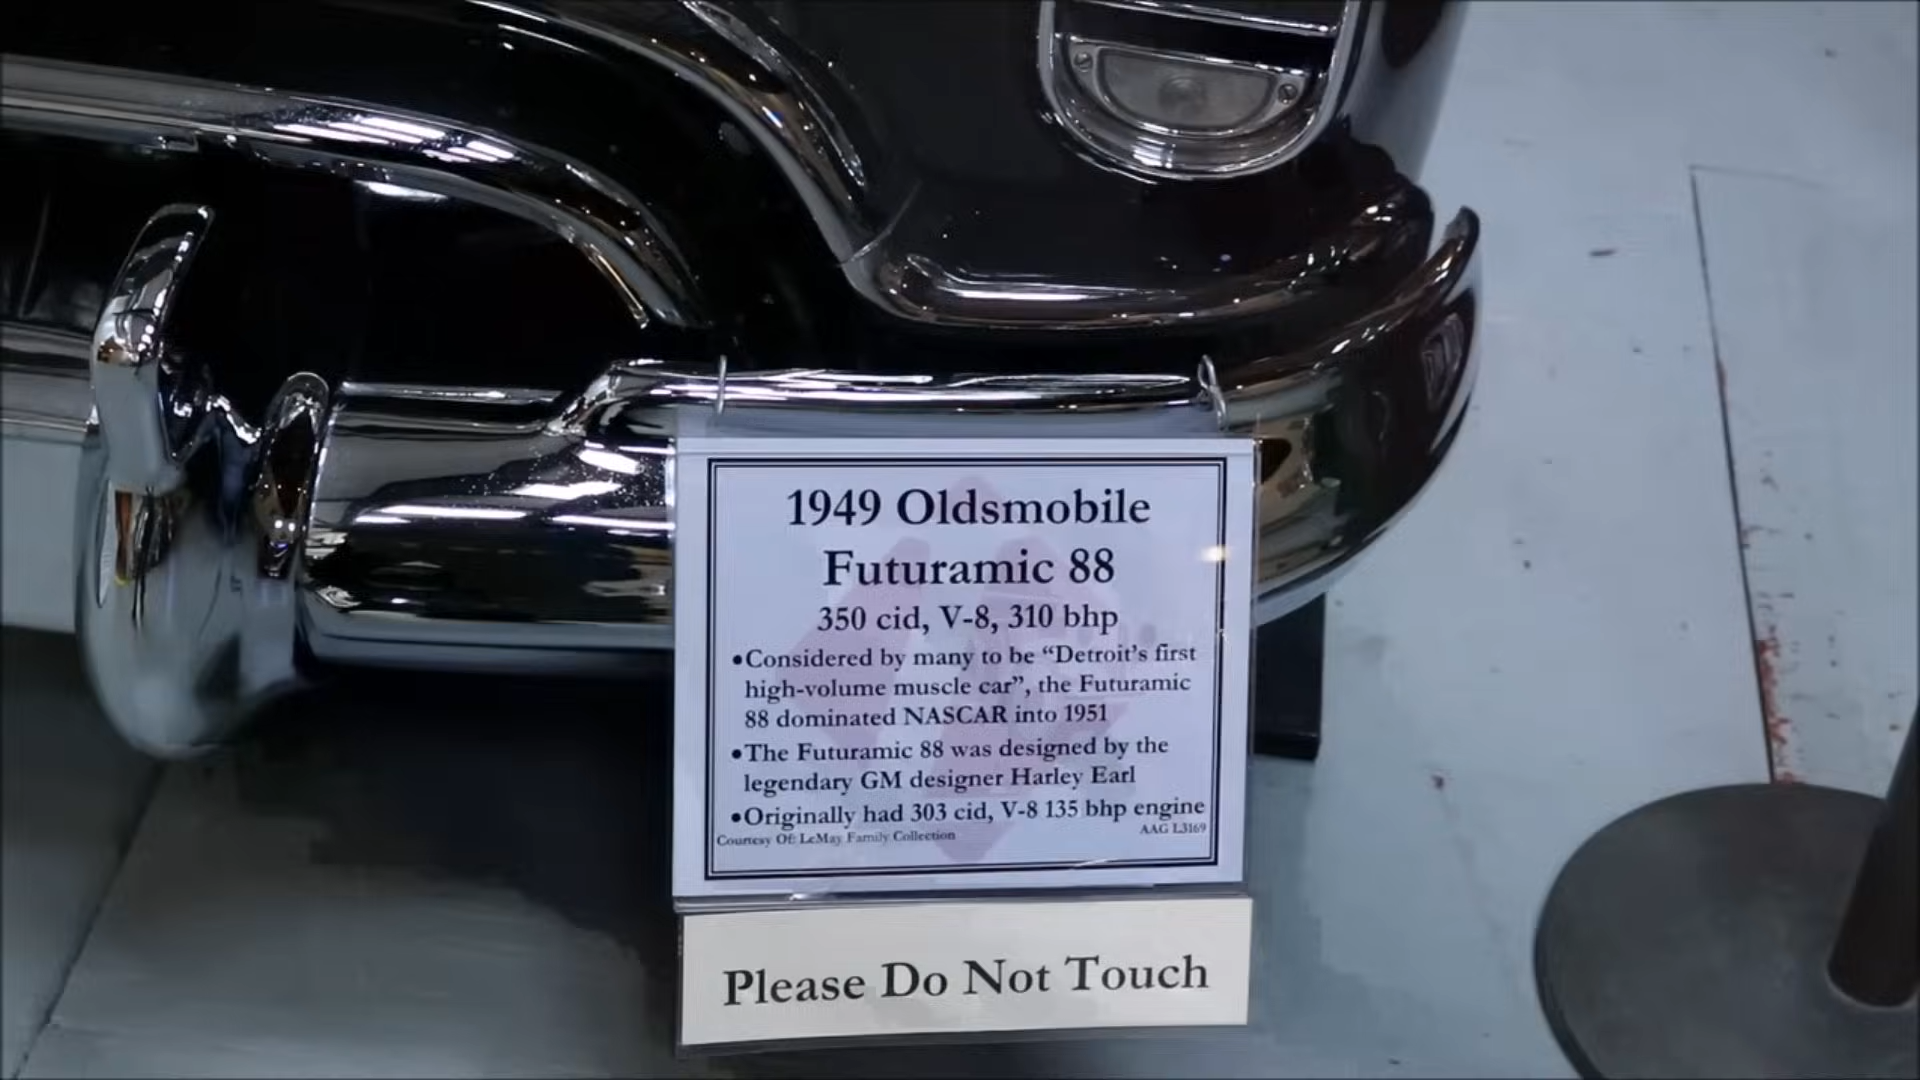 1949 Oldsmobile
Futuramic 88
350 cid, V-8, 310 bhp
•Considered by many to be “Detroit’s first
high-volume muscle car”, the Futuramic
88 dominated NASCAR into 1951
•The Futuramic 88 was designed by the
legendary GM designer Harley Earl
•Originally had 303 cid, V-8 135 bhp engine
Courtesy Of: LeMay Family Collection
AAG L3169
Please Do Not Touch